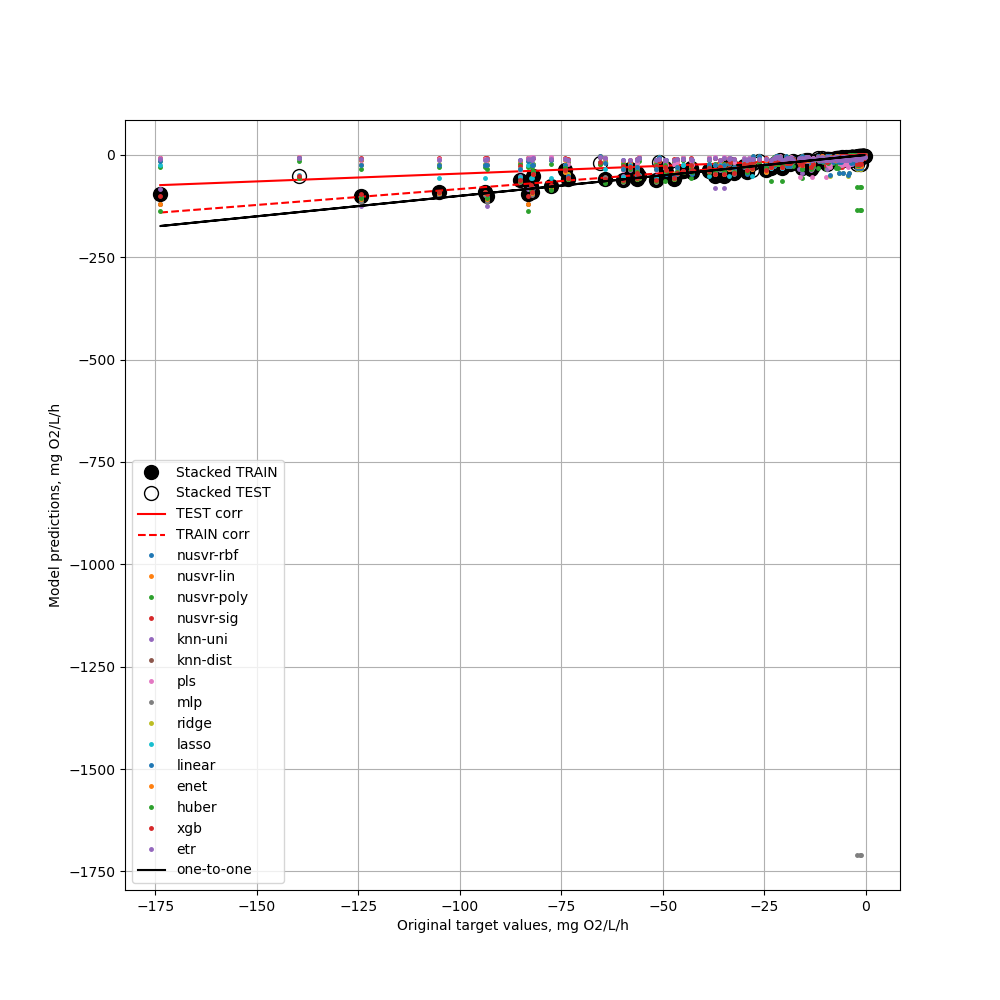 0
−250
−500
−750
−1000
−1250
−1500
−1750
Model predictions, mg O2/L/h
Stacked TRAIN
Stacked TEST
TEST corr
TRAIN corr
nusvr-rbf
nusvr-lin
nusvr-poly
nusvr-sig
knn-uni
knn-dist
pls
mlp
ridge
lasso
linear
enet
huber
xgb
etr
one-to-one
−175 −150 −125 −100 −75 −50 −25 0
Original target values, mg O2/L/h